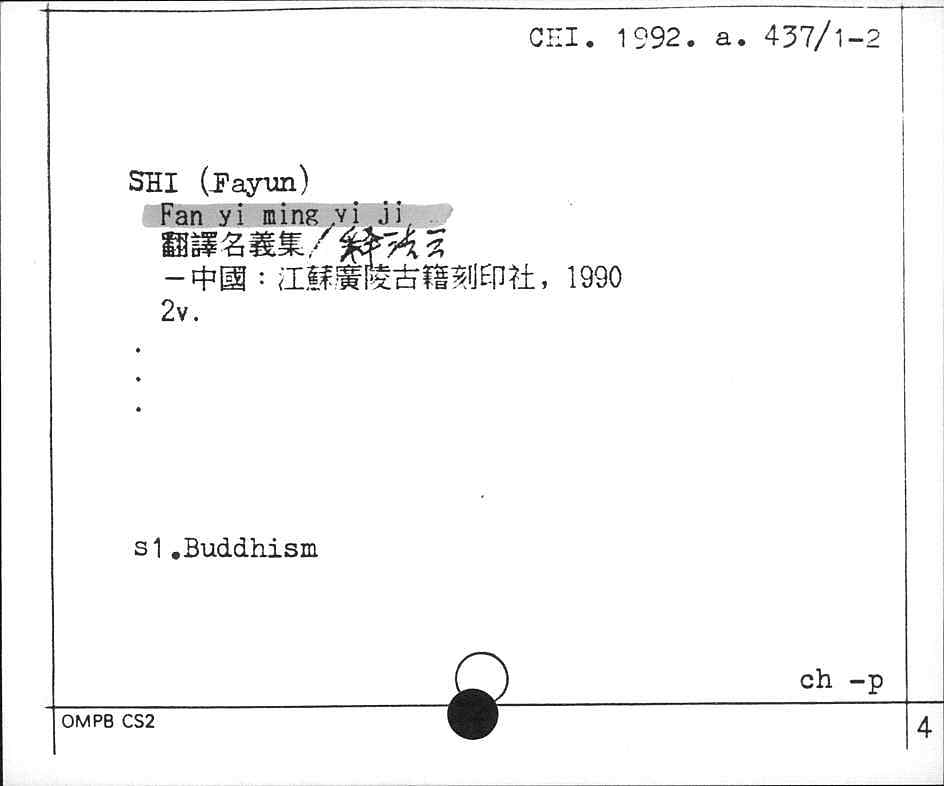 CHI. 1992. a. 437/1-2
SHI (Fayun)
Fan yi ming yi ji
翻譯名義集/释法云
-中國：江蘇廣陵古籍刻印社, 1990
2v.
.
.
.
s1.Buddhism
ch -p
OMPB CS2
4